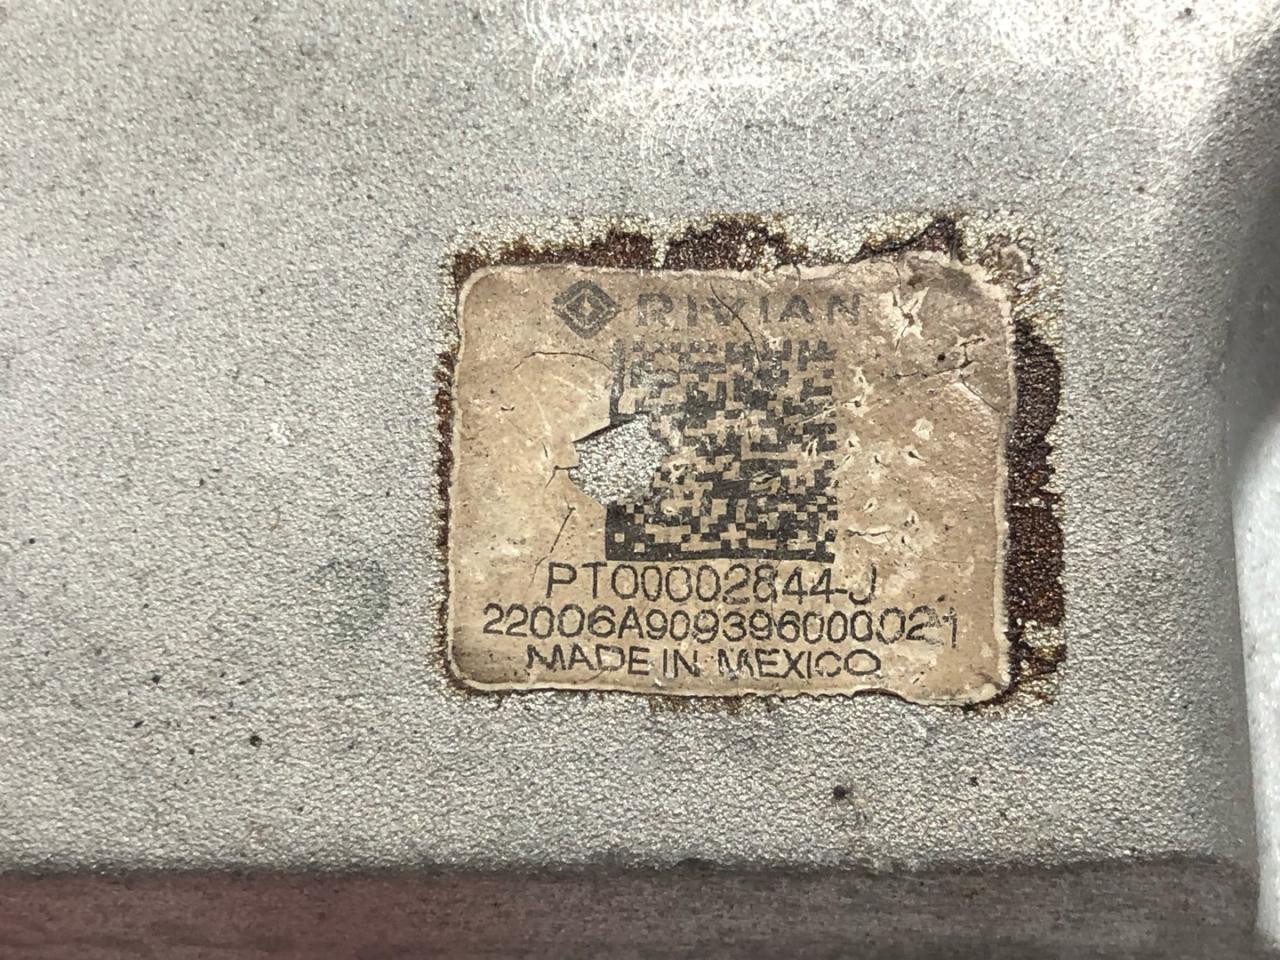 RIVIAN
PT00002844-J
22006A909396000021
MADE IN MEXICO